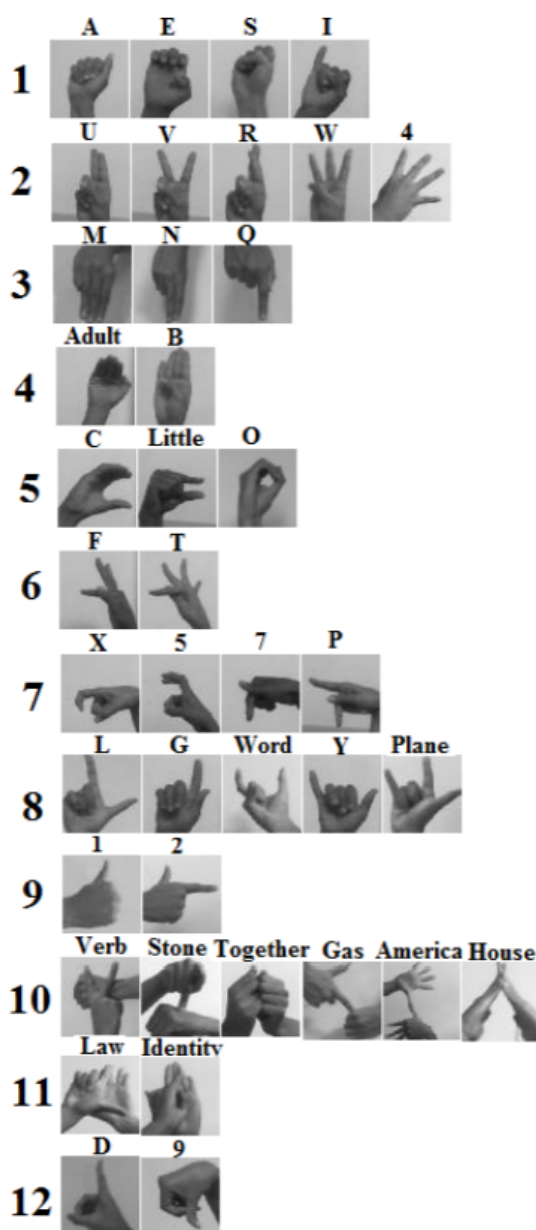 A E S I
1
U V R W 4
2
M N Q
3
Adult B
4
C Little O
5
F T
6
X 5 7 P
7
L G Word Y Plane
8
1 2
9
Verb Stone Together Gas America House
10
Law Identity
11
D 9
12